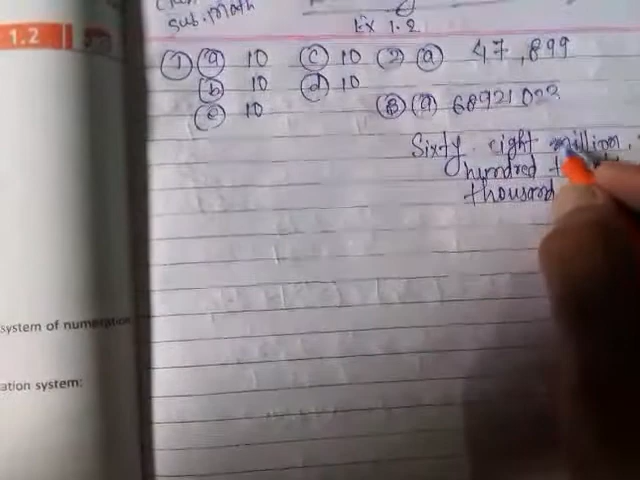 sub. math
Ex 1.2
1.2
① ⓐ 10 ⓒ 10 ② ⓐ 47,899
ⓑ 10 ⓓ 10
ⓔ 10 ③ ⓐ 68921002
Sixty eight million,
hundred
thousand
system of numeration
ation system: